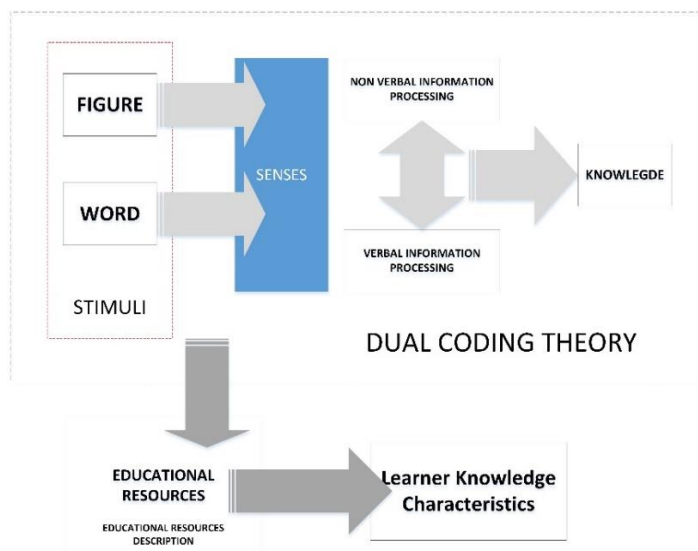 FIGURE
WORD
STIMULI
SENSES
NON VERBAL INFORMATION
PROCESSING
VERBAL INFORMATION
PROCESSING
KNOWLEGDE
DUAL CODING THEORY
EDUCATIONAL
RESOURCES
EDUCATIONAL RESOURCES
DESCRIPTION
Learner Knowledge
Characteristics